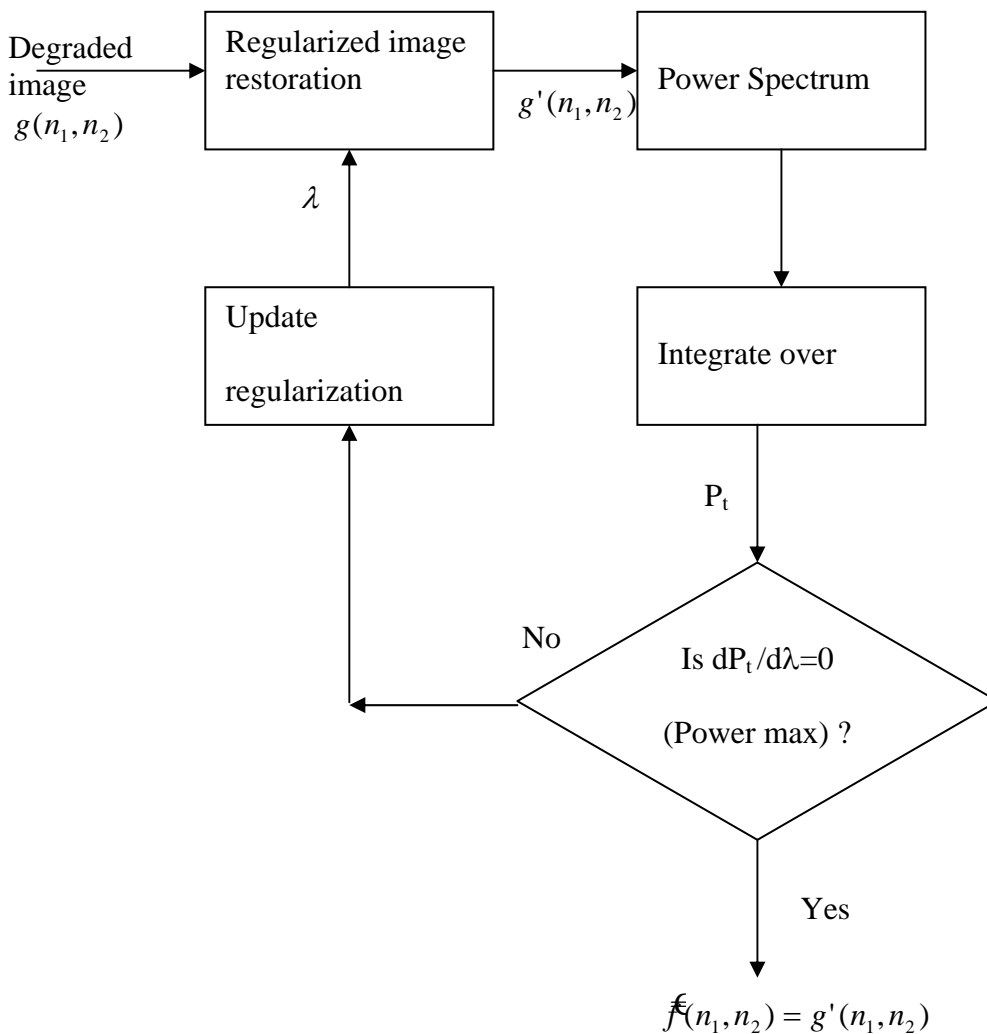 Degraded
image
g(n₁,n₂)
Regularized image
restoration
g'(n₁,n₂)
Power Spectrum
λ
Update
regularization
Integrate over
Pₜ
No
Is dPₜ/dλ=0
(Power max) ?
Yes
(n₁,n₂) = g'(n₁,n₂)